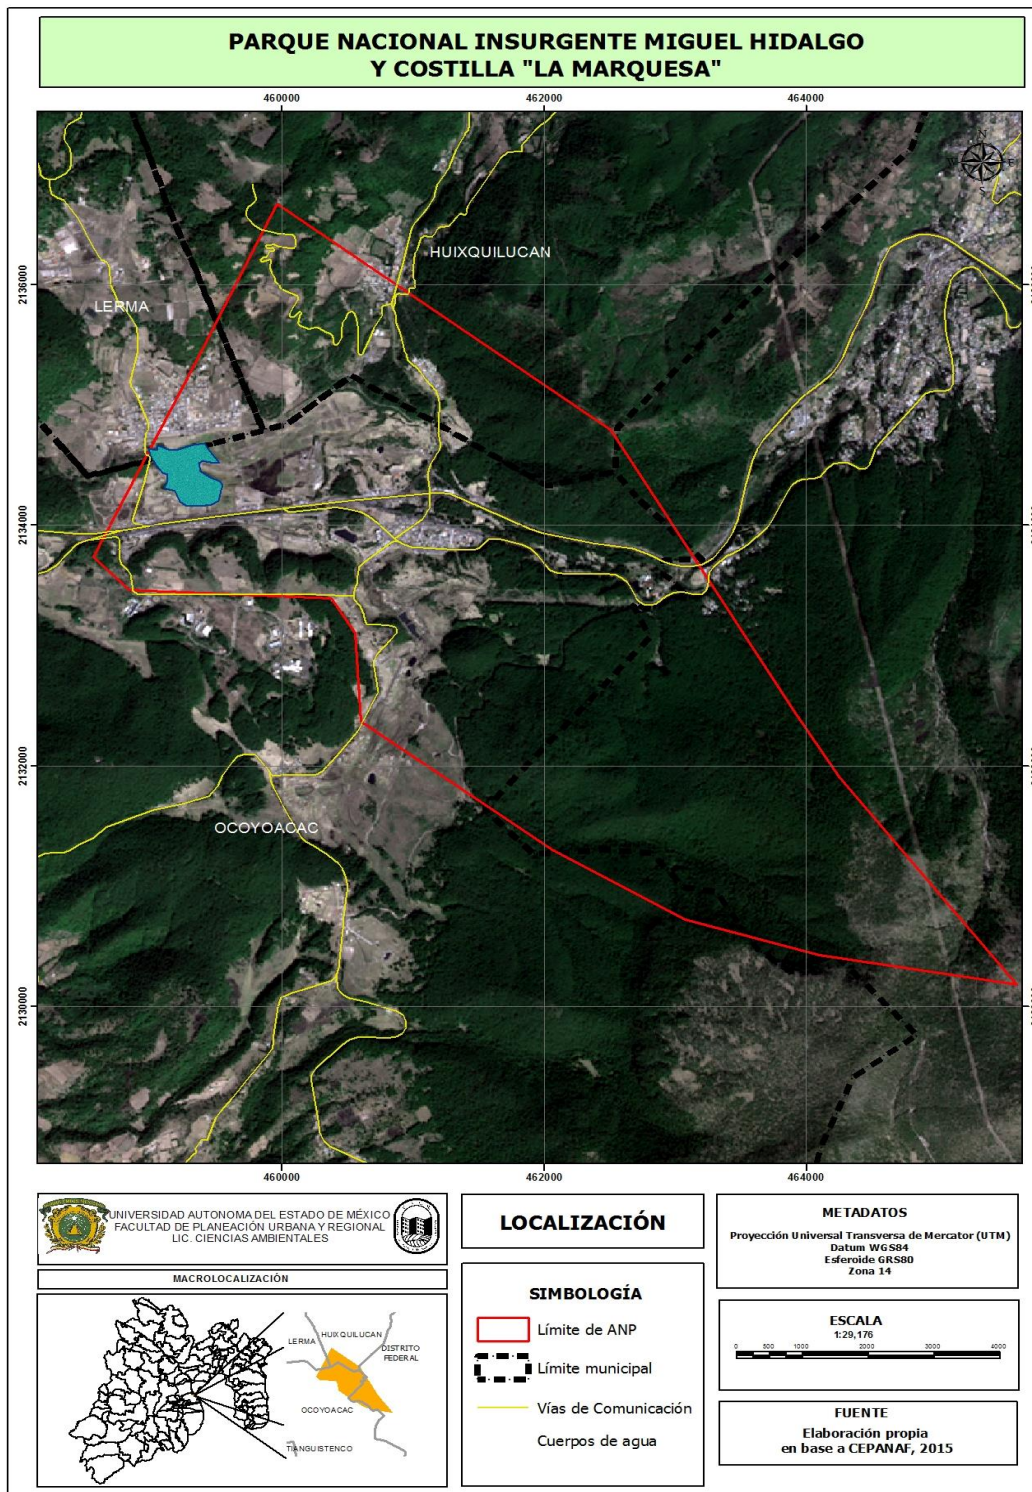 PARQUE NACIONAL INSURGENTE MIGUEL HIDALGO
Y COSTILLA "LA MARQUESA"
460000
462000
464000
N
E
S
HUIXQUILUCAN
2136000
LERMA
2134000
2132000
OCOYOACAC
2130000
460000
462000
464000
UNIVERSIDAD AUTONOMA DEL ESTADO DE MÉXICO
FACULTAD DE PLANEACIÓN URBANA Y REGIONAL
LIC. CIENCIAS AMBIENTALES
MACROLOCALIZACIÓN
LERMA
HUIXQUILUCAN
DISTRITO
FEDERAL
OCOYOACAC
TIANGUISTENCO
LOCALIZACIÓN
SIMBOLOGÍA
Límite de ANP
Límite municipal
Vías de Comunicación
Cuerpos de agua
METADATOS
Proyección Universal Transversa de Mercator (UTM)
Datum WGS84
Esferoide GRS80
Zona 14
ESCALA
1:29,176
0 500 1000 2000 3000 4000
FUENTE
Elaboración propia
en base a CEPANAF, 2015